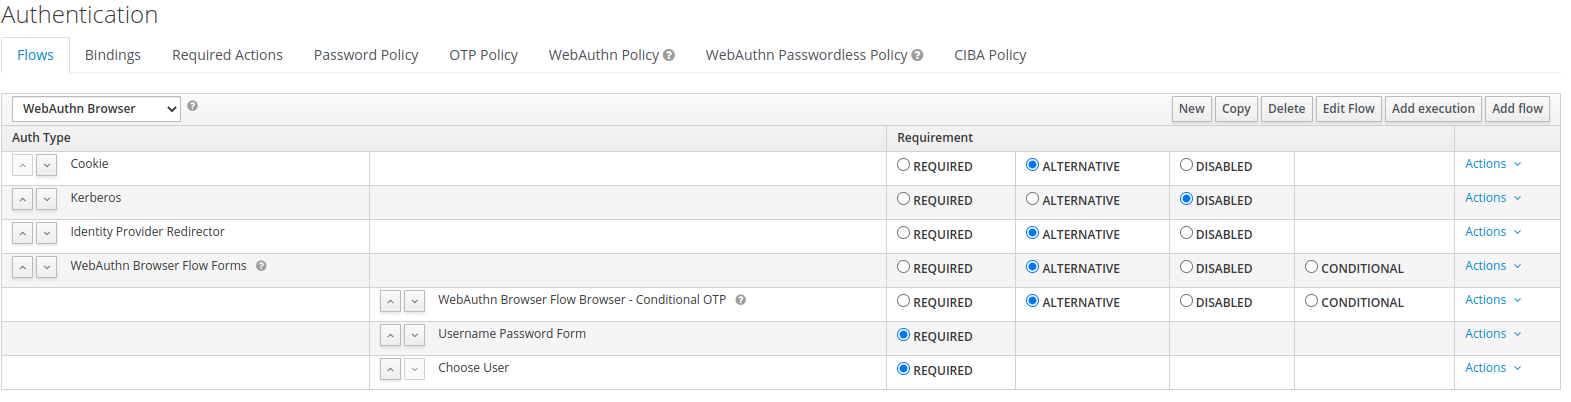 Authentication
Flows Bindings Required Actions Password Policy OTP Policy WebAuthn Policy ? WebAuthn Passwordless Policy ? CIBA Policy
WebAuthn Browser ? New Copy Delete Edit Flow Add execution Add flow
Auth Type Requirement
Cookie REQUIRED ALTERNATIVE DISABLED Actions
Kerberos REQUIRED ALTERNATIVE DISABLED Actions
Identity Provider Redirector REQUIRED ALTERNATIVE DISABLED Actions
WebAuthn Browser Flow Forms ? REQUIRED ALTERNATIVE DISABLED CONDITIONAL Actions
WebAuthn Browser Flow Browser - Conditional OTP ? REQUIRED ALTERNATIVE DISABLED CONDITIONAL Actions
Username Password Form REQUIRED Actions
Choose User REQUIRED Actions